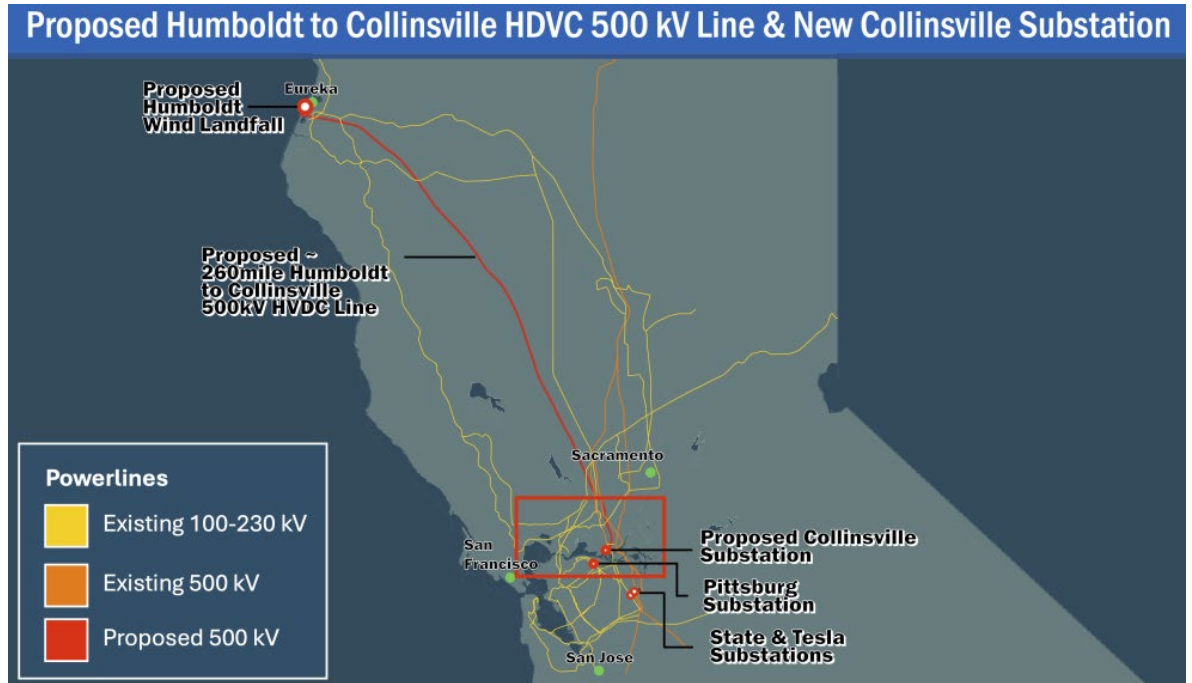 Proposed Humboldt to Collinsville HDVC 500 kV Line & New Collinsville Substation
Proposed
Humboldt
Wind Landfall
Eureka
Proposed ~
260mile Humboldt
to Collinsville
500kV HVDC Line
Sacramento
San
Francisco
Proposed Collinsville
Substation
Pittsburg
Substation
State & Tesla
Substations
San Jose
Powerlines
Existing 100-230 kV
Existing 500 kV
Proposed 500 kV